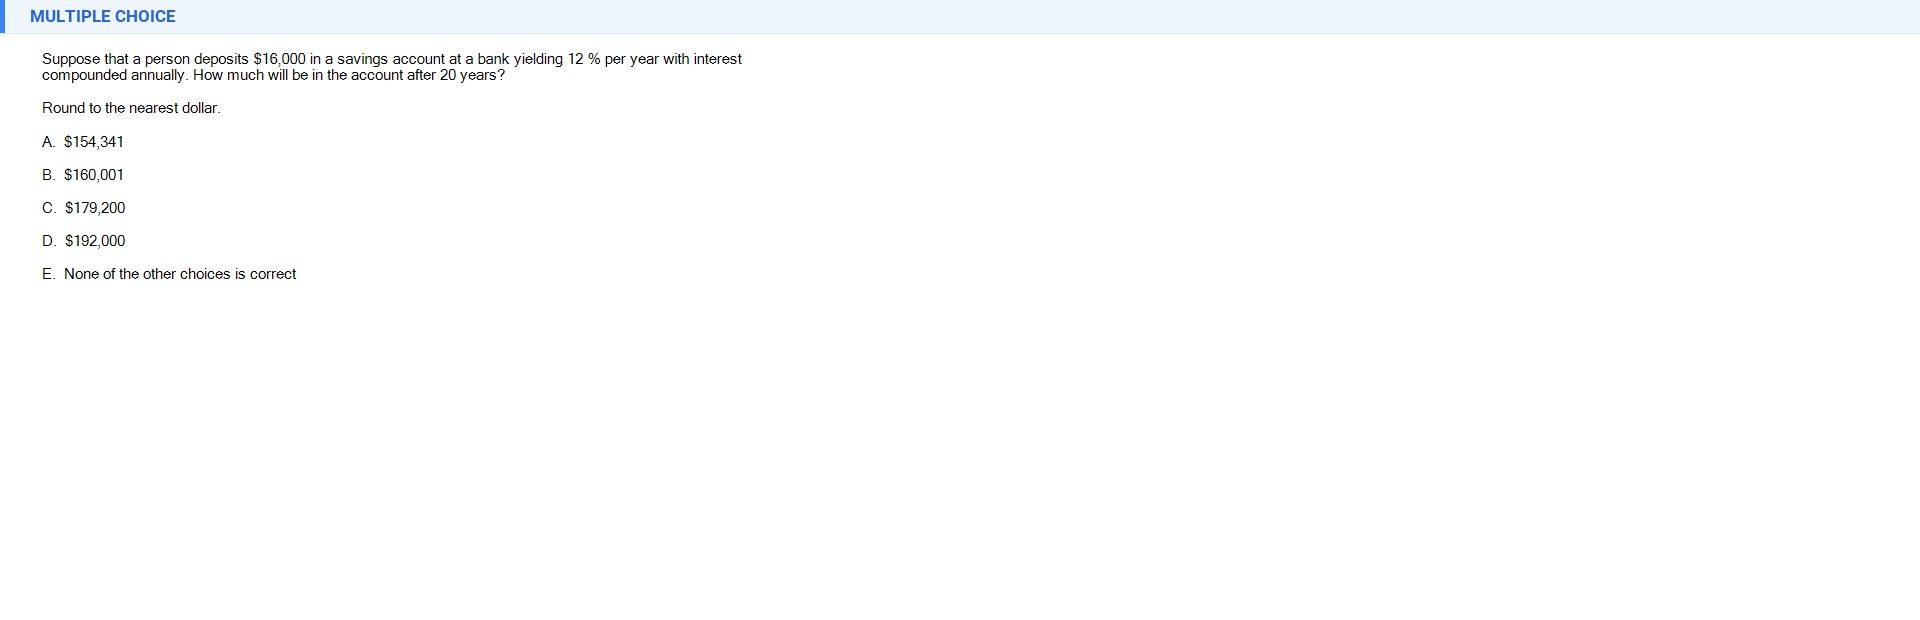 MULTIPLE CHOICE
Suppose that a person deposits $16,000 in a savings account at a bank yielding 12 % per year with interest
compounded annually. How much will be in the account after 20 years?
Round to the nearest dollar.
A. $154,341
B. $160,001
C. $179,200
D. $192,000
E. None of the other choices is correct